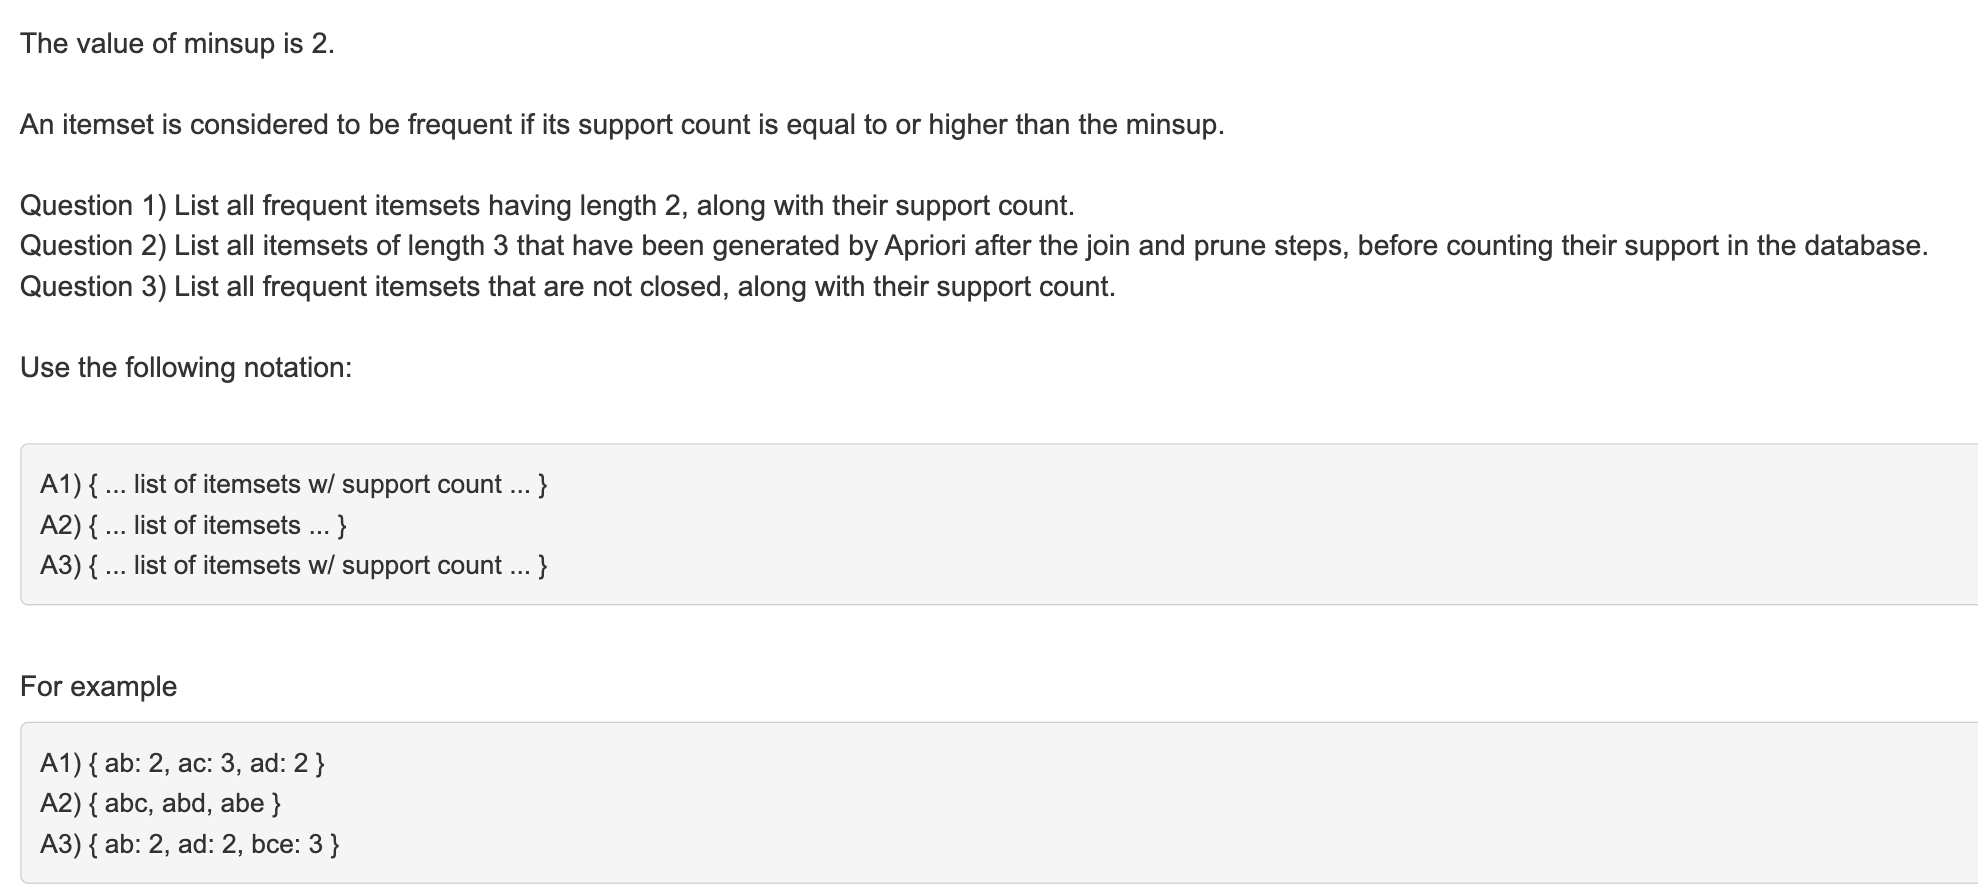 The value of minsup is 2.
An itemset is considered to be frequent if its support count is equal to or higher than the minsup.
Question 1) List all frequent itemsets having length 2, along with their support count.
Question 2) List all itemsets of length 3 that have been generated by Apriori after the join and prune steps, before counting their support in the database.
Question 3) List all frequent itemsets that are not closed, along with their support count.
Use the following notation:
A1) { ... list of itemsets w/ support count ... }
A2) { ... list of itemsets ... }
A3) { ... list of itemsets w/ support count ... }
For example
A1) { ab: 2, ac: 3, ad: 2 }
A2) { abc, abd, abe }
A3) { ab: 2, ad: 2, bce: 3 }